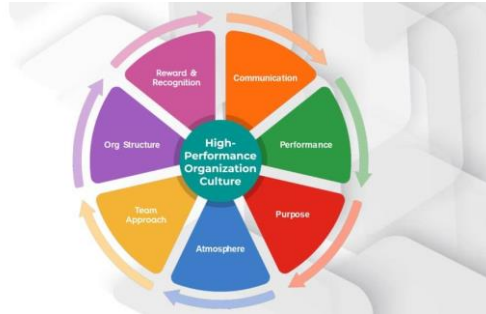 Reward &
Recognition
Communication
Org Structure
High-
Performance
Organization
Culture
Performance
Team
Approach
Purpose
Atmosphere